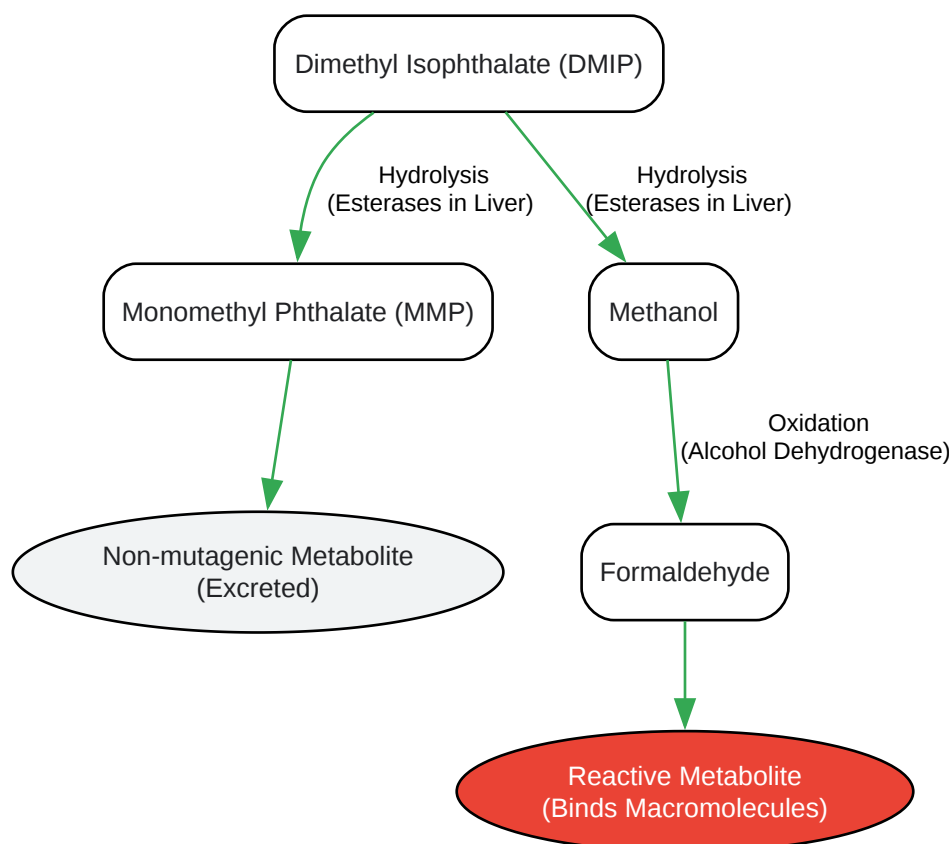 Dimethyl Isophthalate (DMIP)
Hydrolysis
(Esterases in Liver)
Hydrolysis
(Esterases in Liver)
Monomethyl Phthalate (MMP)
Methanol
Oxidation
(Alcohol Dehydrogenase)
Non-mutagenic Metabolite
(Excreted)
Formaldehyde
Reactive Metabolite
(Binds Macromolecules)